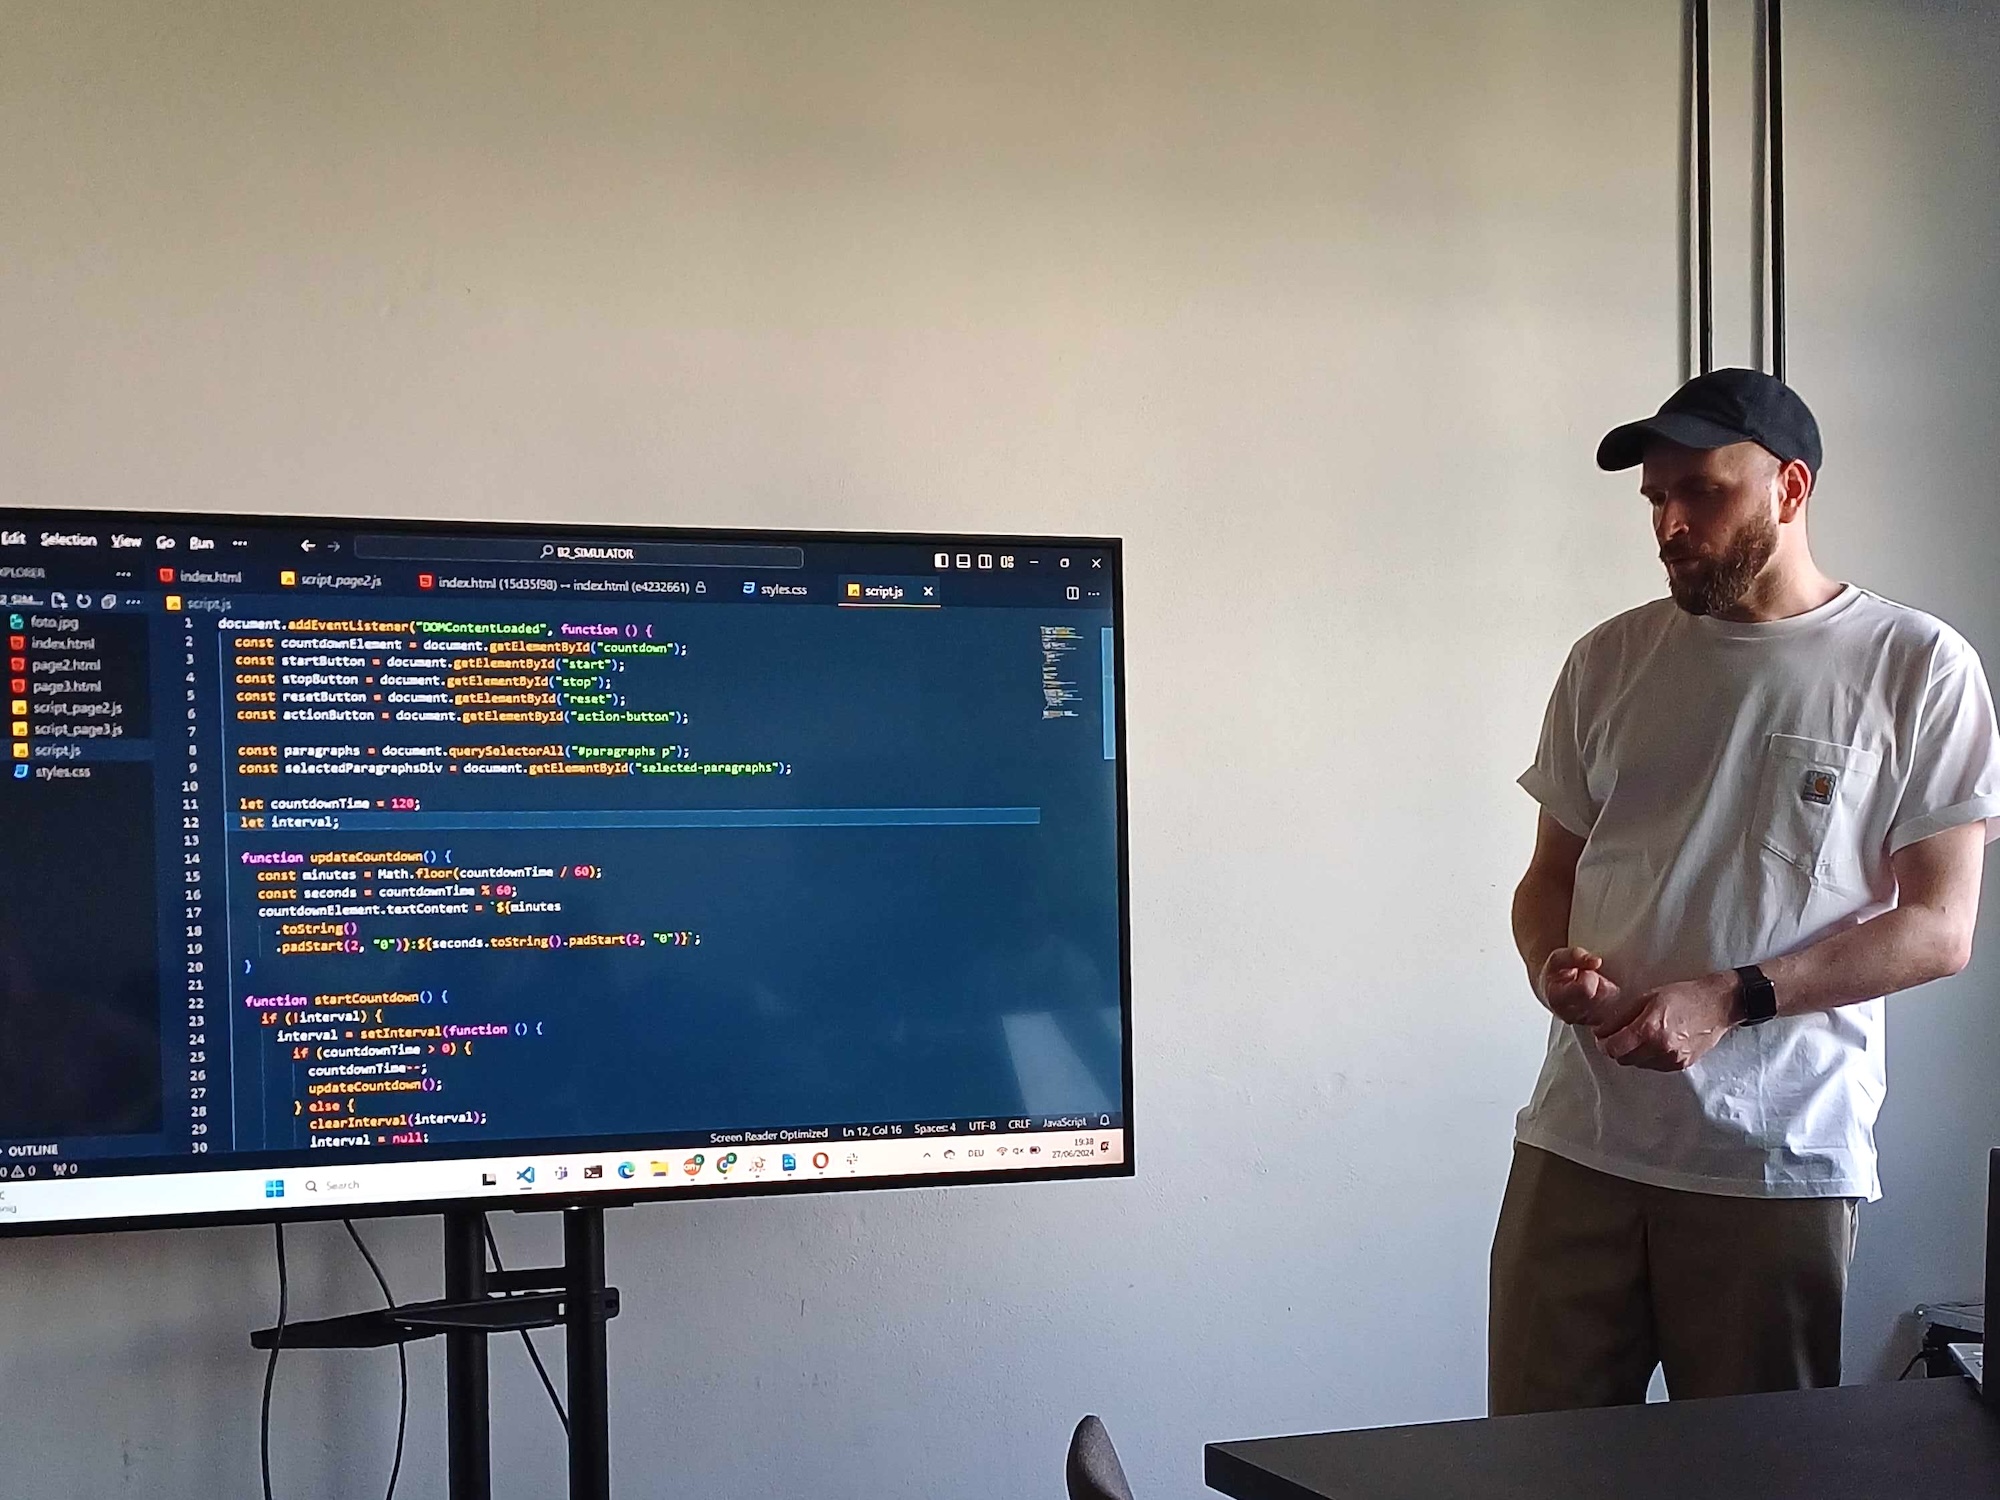 Edit Selection View Go Run ... B2_SIMULATOR
index.html script_page2.js index.html (15d35f98) ↔ index.html (e4232661) styles.css script.js
script.js
foto.jpg
index.html
page2.html
page3.html
script_page2.js
script_page3.js
script.js
styles.css
OUTLINE
1 document.addEventListener("DOMContentLoaded", function () {
2 const countdownElement = document.getElementById("countdown");
3 const startButton = document.getElementById("start");
4 const stopButton = document.getElementById("stop");
5 const resetButton = document.getElementById("reset");
6 const actionButton = document.getElementById("action-button");
7
8 const paragraphs = document.querySelectorAll("#paragraphs p");
9 const selectedParagraphsDiv = document.getElementById("selected-paragraphs");
10
11 let countdownTime = 120;
12 let interval;
13
14 function updateCountdown() {
15 const minutes = Math.floor(countdownTime / 60);
16 const seconds = countdownTime % 60;
17 countdownElement.textContent = `${minutes
18 .toString()
19 .padStart(2, "0")}:${seconds.toString().padStart(2, "0")}`;
20 }
21
22 function startCountdown() {
23 if (!interval) {
24 interval = setInterval(function () {
25 if (countdownTime > 0) {
26 countdownTime--;
27 updateCountdown();
28 } else {
29 clearInterval(interval);
30 interval = null;
0 0 0 Screen Reader Optimized Ln 12, Col 16 Spaces: 4 UTF-8 CRLF JavaScript
Search DEU 19:38
27/06/2024